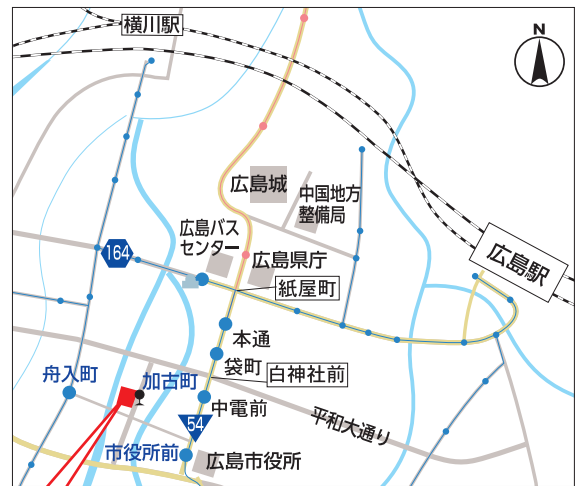 横川駅
N
広島城
中国地方
整備局
広島バス
センター
164
広島県庁
広島駅
紙屋町
本通
袋町
白神社前
舟入町
加古町
中電前
54
平和大通り
市役所前
広島市役所